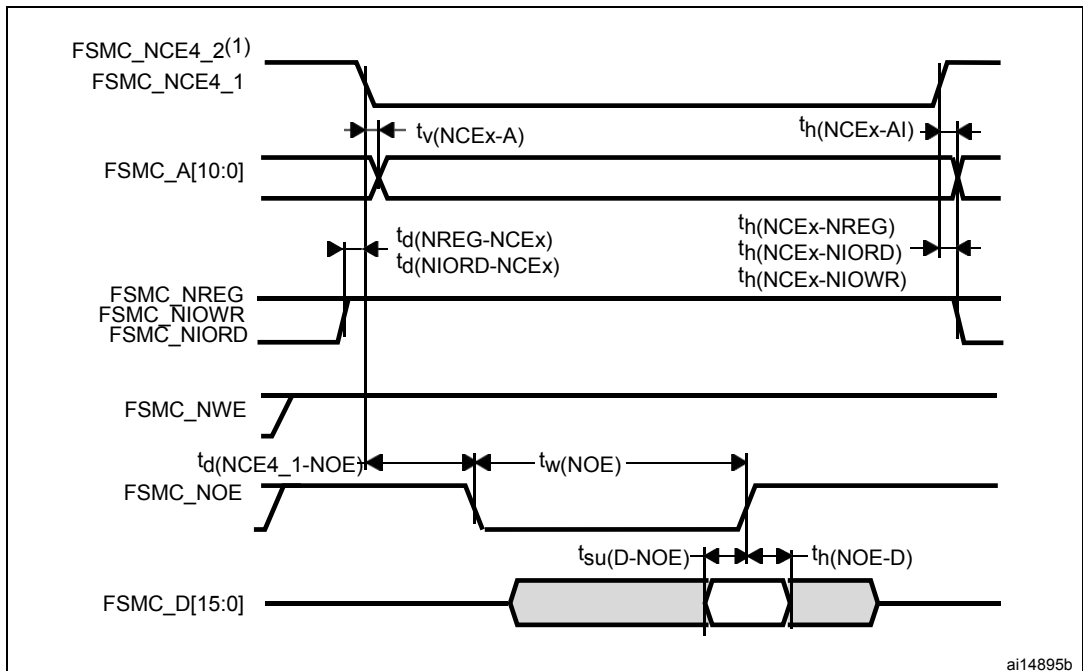 FSMC_NCE4_2(1)
FSMC_NCE4_1
tv(NCEx-A)
th(NCEx-AI)
FSMC_A[10:0]
td(NREG-NCEx)
td(NIORD-NCEx)
th(NCEx-NREG)
th(NCEx-NIORD)
th(NCEx-NIOWR)
FSMC_NREG
FSMC_NIOWR
FSMC_NIORD
FSMC_NWE
td(NCE4_1-NOE)
tw(NOE)
FSMC_NOE
tsu(D-NOE)
th(NOE-D)
FSMC_D[15:0]
ai14895b